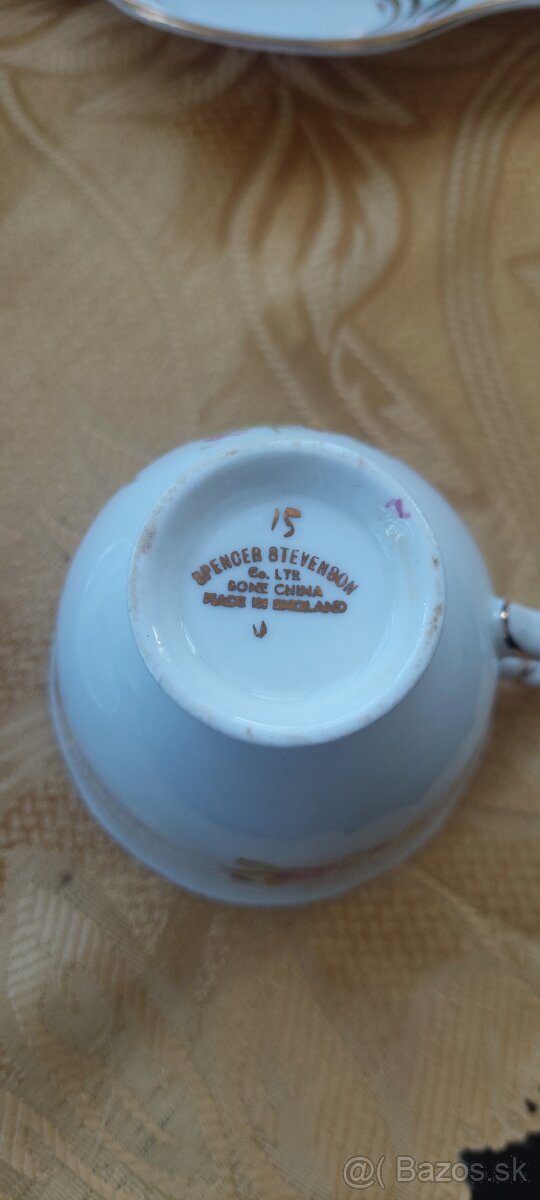 15
SPENCER STEVENSON
Co. LTD
BONE CHINA
MADE IN ENGLAND
@ Bazos.sk